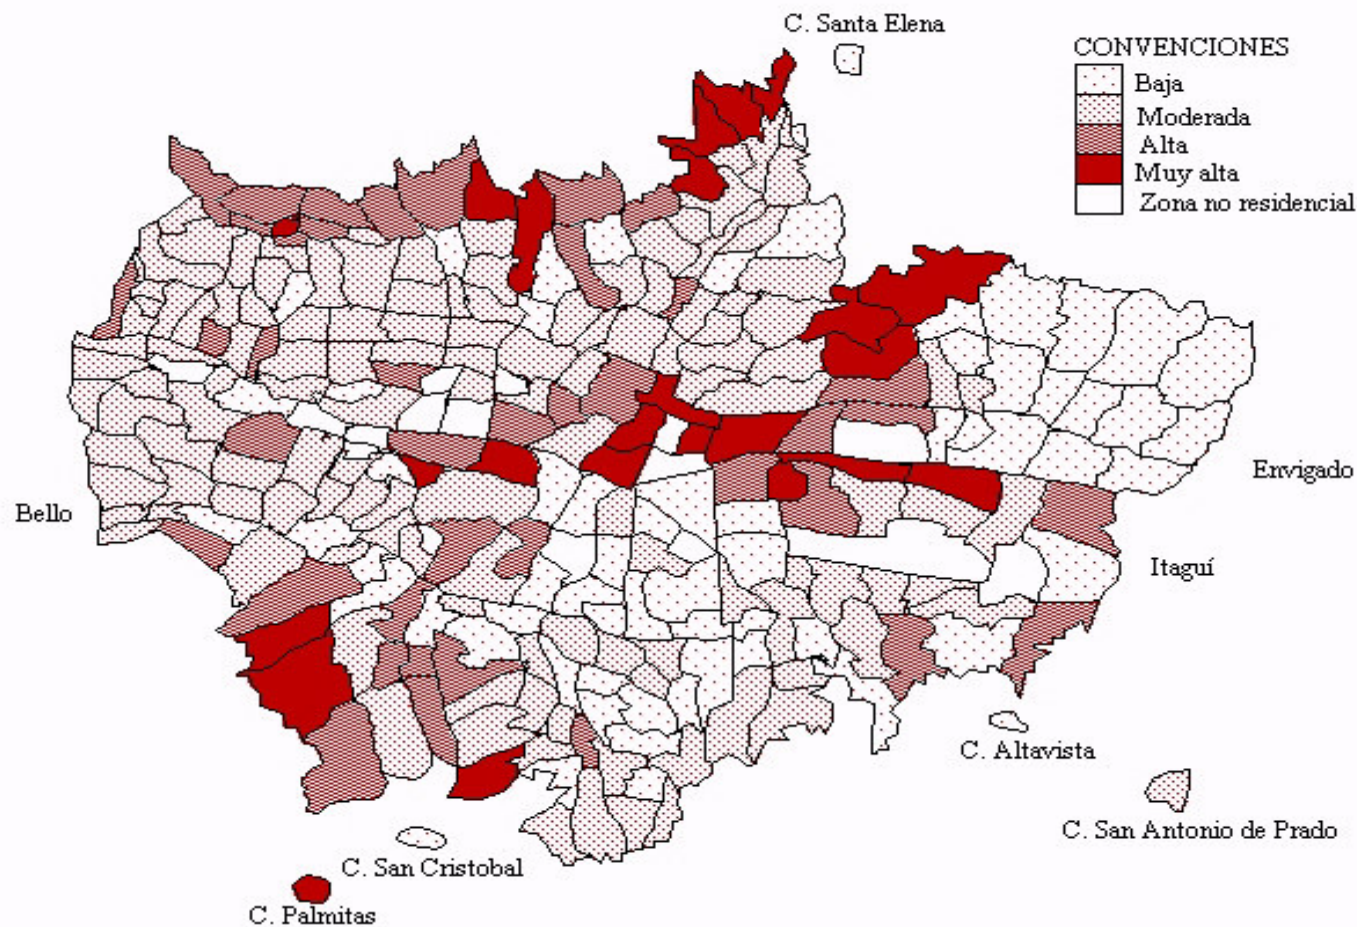 C. Santa Elena
CONVENCIONES
Baja
Moderada
Alta
Muy alta
Zona no residencial
Envigado
Bello
Itaguí
C. Altavista
C. San Antonio de Prado
C. San Cristobal
C. Palmitas